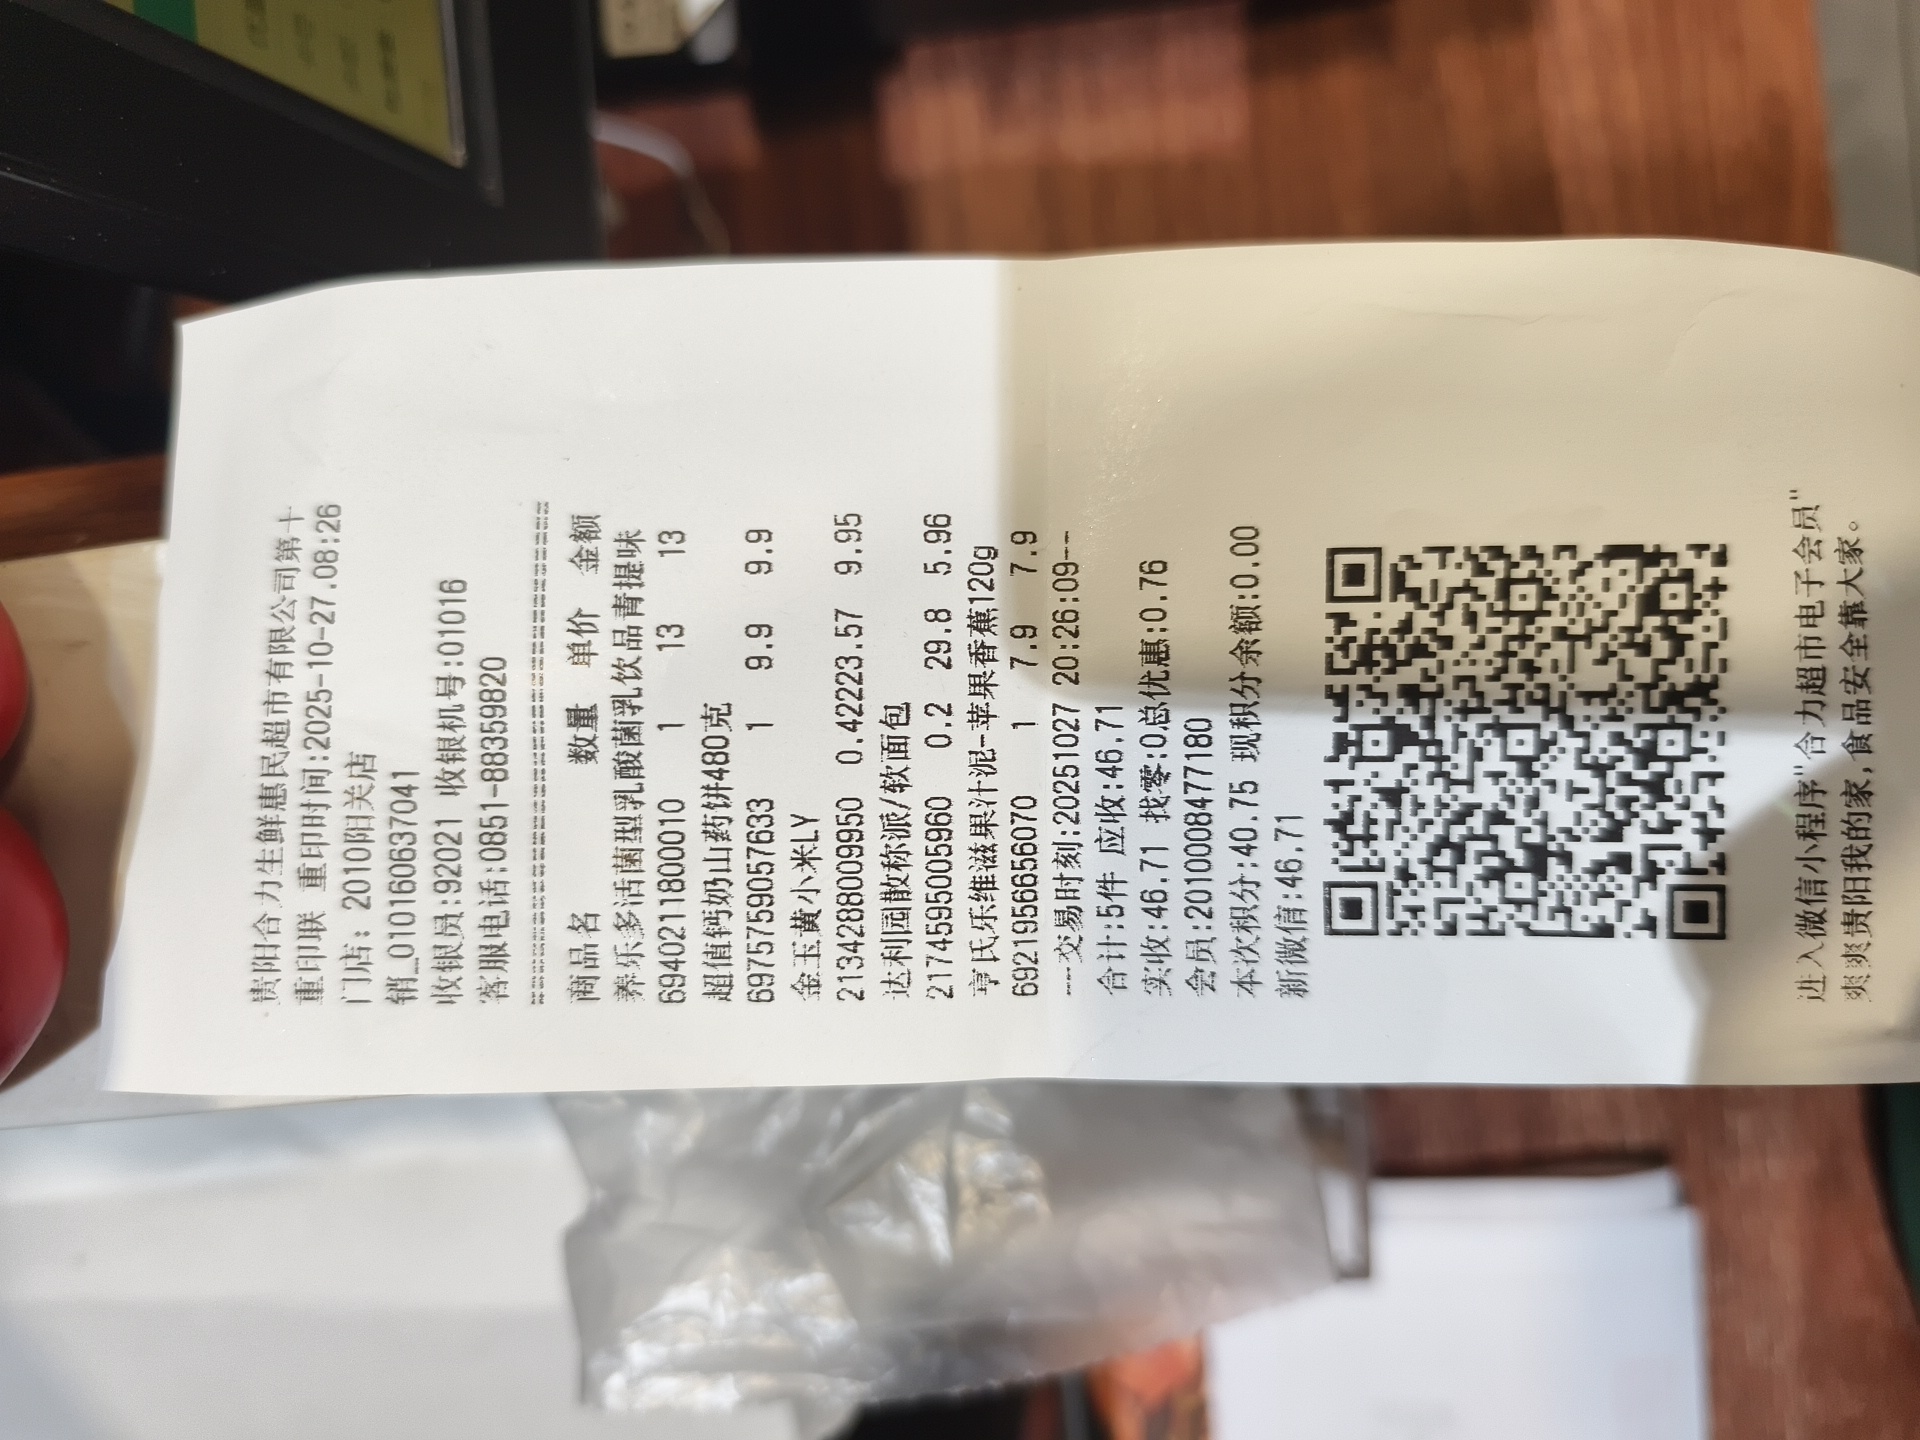 贵阳合力生鲜惠民超市有限公司第十
重印联 重印时间:2025-10-27.08:26
门店: 2010阳关店
销_010160637041
收银员:92021 收银机号:01016
客服电话:0851-88359820
商品名 数量 单价 金额
养乐多活菌型乳酸菌乳饮品青提味
6940211800010 1 13 13
超值钙奶山药饼480克
6975759057633 1 9.9 9.9
金玉黄小米LY
2134288009950 0.42223.57 9.95
达利园散称派/软面包
2174595005960 0.2 29.8 5.96
亨氏乐维滋果汁泥-苹果香蕉120g
6921956656070 1 7.9 7.9
---交易时刻:20251027 20:26:09--
合计:5件 应收:46.71
实收:46.71 找零:0总优惠:0.76
会员:2010008477180
本次积分:40.75 现积分余额:0.00
新微信:46.71
进入微信小程序"合力超市电子会员"
爽爽贵阳我的家,食品安全靠大家。